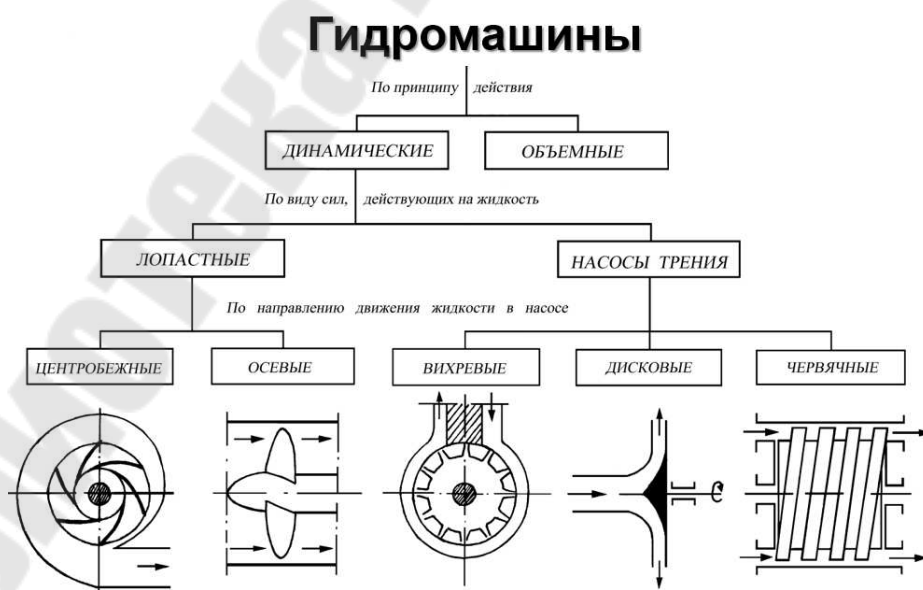 Гидромашины
По принципу действия
ДИНАМИЧЕСКИЕ
ОБЪЕМНЫЕ
По виду сил, действующих на жидкость
ЛОПАСТНЫЕ
НАСОСЫ ТРЕНИЯ
По направлению движения жидкости в насосе
ЦЕНТРОБЕЖНЫЕ
ОСЕВЫЕ
ВИХРЕВЫЕ
ДИСКОВЫЕ
ЧЕРВЯЧНЫЕ